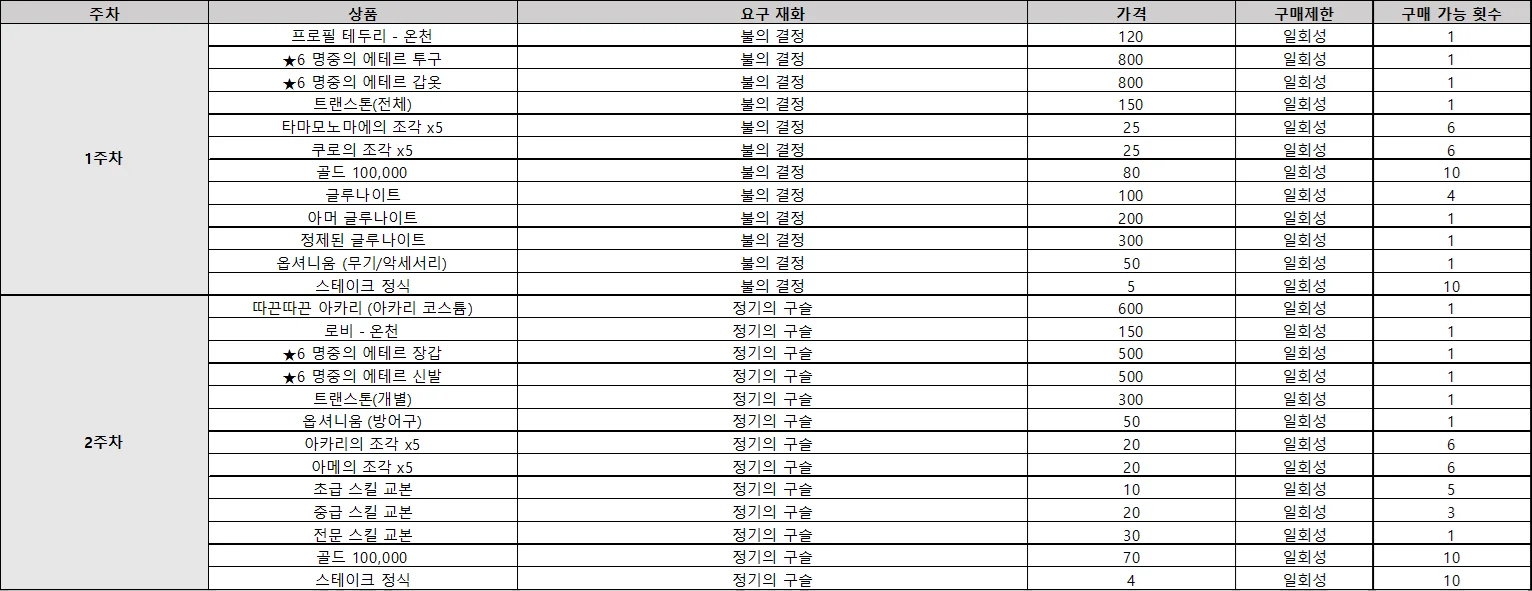 주차 상품 요구 재화 가격 구매제한 구매 가능 횟수
1주차
프로필 테두리 - 온천 불의 결정 120 일회성 1
★6 명중의 에테르 투구 불의 결정 800 일회성 1
★6 명중의 에테르 갑옷 불의 결정 800 일회성 1
트랜스톤(전체) 불의 결정 150 일회성 1
타마모노마에의 조각 x5 불의 결정 25 일회성 6
쿠로의 조각 x5 불의 결정 25 일회성 6
골드 100,000 불의 결정 80 일회성 10
글루나이트 불의 결정 100 일회성 4
아머 글루나이트 불의 결정 200 일회성 1
정제된 글루나이트 불의 결정 300 일회성 1
옵셔니움 (무기/악세서리) 불의 결정 50 일회성 1
스테이크 정식 불의 결정 5 일회성 10
2주차
따끈따끈 아카리 (아카리 코스튬) 정기의 구슬 600 일회성 1
로비 - 온천 정기의 구슬 150 일회성 1
★6 명중의 에테르 장갑 정기의 구슬 500 일회성 1
★6 명중의 에테르 신발 정기의 구슬 500 일회성 1
트랜스톤(개별) 정기의 구슬 300 일회성 1
옵셔니움 (방어구) 정기의 구슬 50 일회성 1
아카리의 조각 x5 정기의 구슬 20 일회성 6
아메의 조각 x5 정기의 구슬 20 일회성 6
초급 스킬 교본 정기의 구슬 10 일회성 5
중급 스킬 교본 정기의 구슬 20 일회성 3
전문 스킬 교본 정기의 구슬 30 일회성 1
골드 100,000 정기의 구슬 70 일회성 10
스테이크 정식 정기의 구슬 4 일회성 10